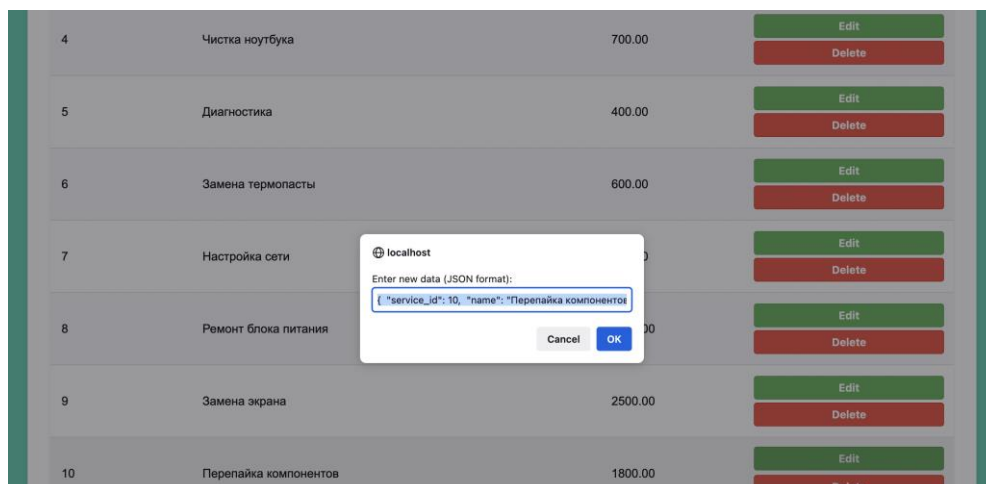 Edit
4 Чистка ноутбука 700.00
Delete
Edit
5 Диагностика 400.00
Delete
Edit
6 Замена термопасты 600.00
Delete
Edit
7 Настройка сети
Delete
localhost
Enter new data (JSON format):
{ "service_id": 10, "name": "Перепайка компонентов
Cancel OK
Edit
8 Ремонт блока питания
Delete
Edit
9 Замена экрана 2500.00
Delete
Edit
10 Перепайка компонентов 1800.00